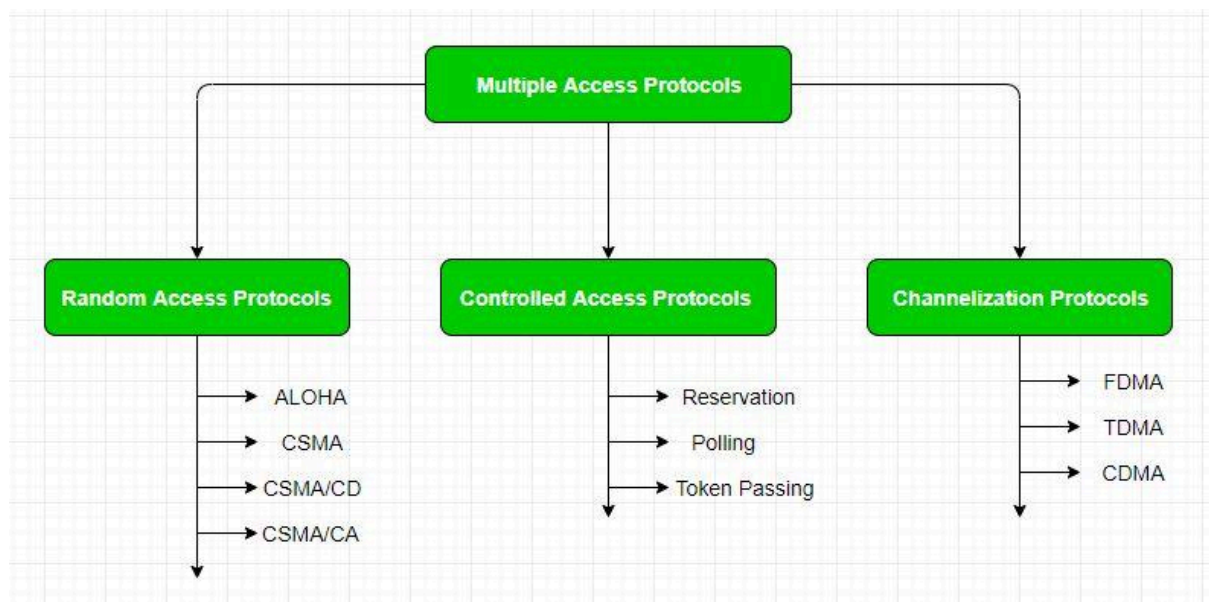 Multiple Access Protocols
Random Access Protocols
ALOHA
CSMA
CSMA/CD
CSMA/CA
Controlled Access Protocols
Reservation
Polling
Token Passing
Channelization Protocols
FDMA
TDMA
CDMA